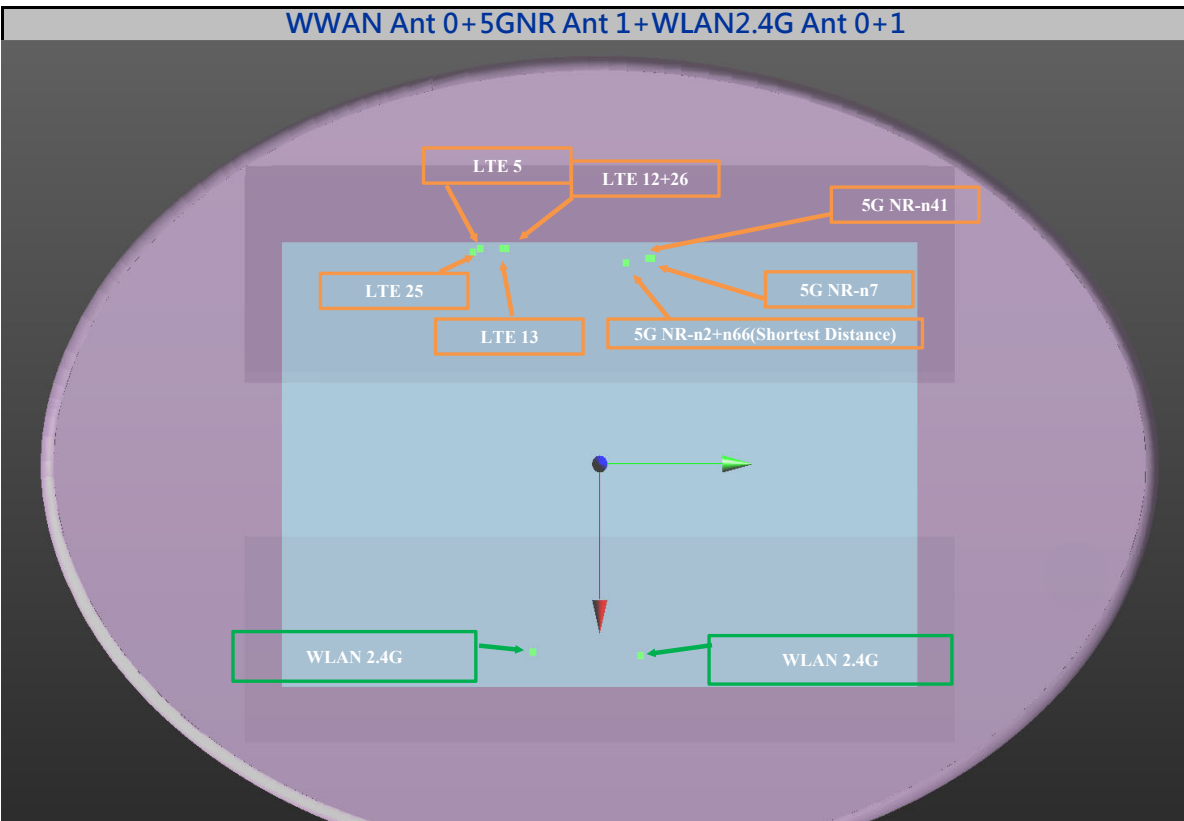 WWAN Ant 0+5GNR Ant 1+WLAN2.4G Ant 0+1
LTE 5
LTE 12+26
5G NR-n41
LTE 25
5G NR-n7
LTE 13
5G NR-n2+n66(Shortest Distance)
WLAN 2.4G
WLAN 2.4G